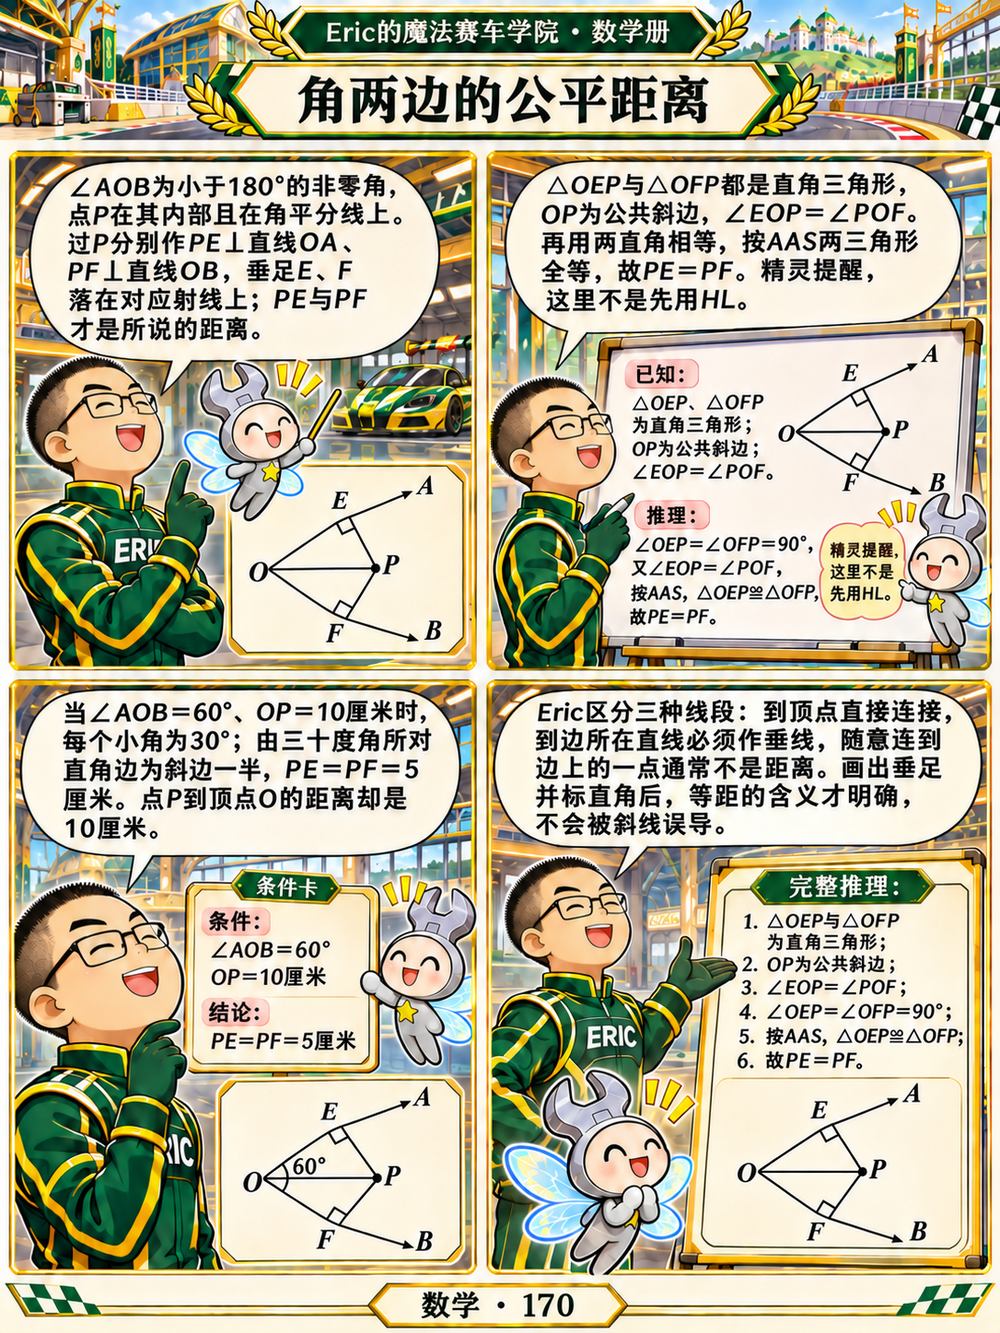 Eric的魔法赛车学院·数学册
角两边的公平距离
∠AOB为小于180°的非零角，
点P在其内部且在角平分线上。
过P分别作PE⊥直线OA、
PF⊥直线OB，垂足E、F
落在对应射线上；PE与PF
才是所说的距离。
ERIC
A
E
O
P
F
B
△OEP与△OFP都是直角三角形，
OP为公共斜边，∠EOP＝∠POF。
再用两直角相等，按AAS两三角形
全等，故PE＝PF。精灵提醒，
这里不是先用HL。
已知：
△OEP、△OFP
为直角三角形；
OP为公共斜边；
∠EOP＝∠POF。
推理：
∠OEP＝∠OFP＝90°，
又∠EOP＝∠POF，
按AAS，△OEP≌△OFP，
故PE＝PF。
A
E
O
P
F
B
精灵提醒，
这里不是
先用HL。
当∠AOB＝60°、OP＝10厘米时，
每个小角为30°；由三十度角所对
直角边为斜边一半，PE＝PF＝5
厘米。点P到顶点O的距离却是
10厘米。
条件卡
条件：
∠AOB＝60°
OP＝10厘米
结论：
PE＝PF＝5厘米
RIC
A
E
O
60°
P
F
B
Eric区分三种线段：到顶点直接连接，
到边所在直线必须作垂线，随意连到
边上的一点通常不是距离。画出垂足
并标直角后，等距的含义才明确，
不会被斜线误导。
ERIC
完整推理：
1. △OEP与△OFP
为直角三角形；
2. OP为公共斜边；
3. ∠EOP＝∠POF；
4. ∠OEP＝∠OFP＝90°；
5. 按AAS，△OEP≌△OFP；
6. 故PE＝PF。
A
E
O
P
F
B
数学·170